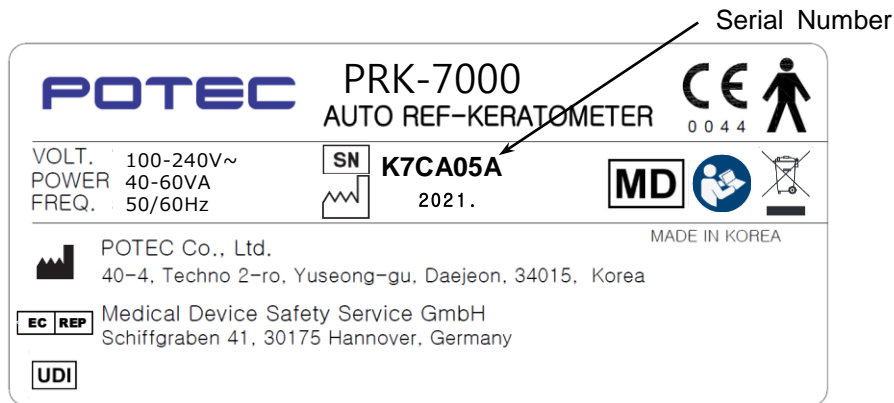 Serial Number
POTEC
PRK-7000
AUTO REF-KERATOMETER
CE
0044
VOLT. 100-240V~
POWER 40-60VA
FREQ. 50/60Hz
SN K7CA05A
2021.
MD
MADE IN KOREA
POTEC Co., Ltd.
40-4, Techno 2-ro, Yuseong-gu, Daejeon, 34015, Korea
EC REP Medical Device Safety Service GmbH
Schiffgraben 41, 30175 Hannover, Germany
UDI